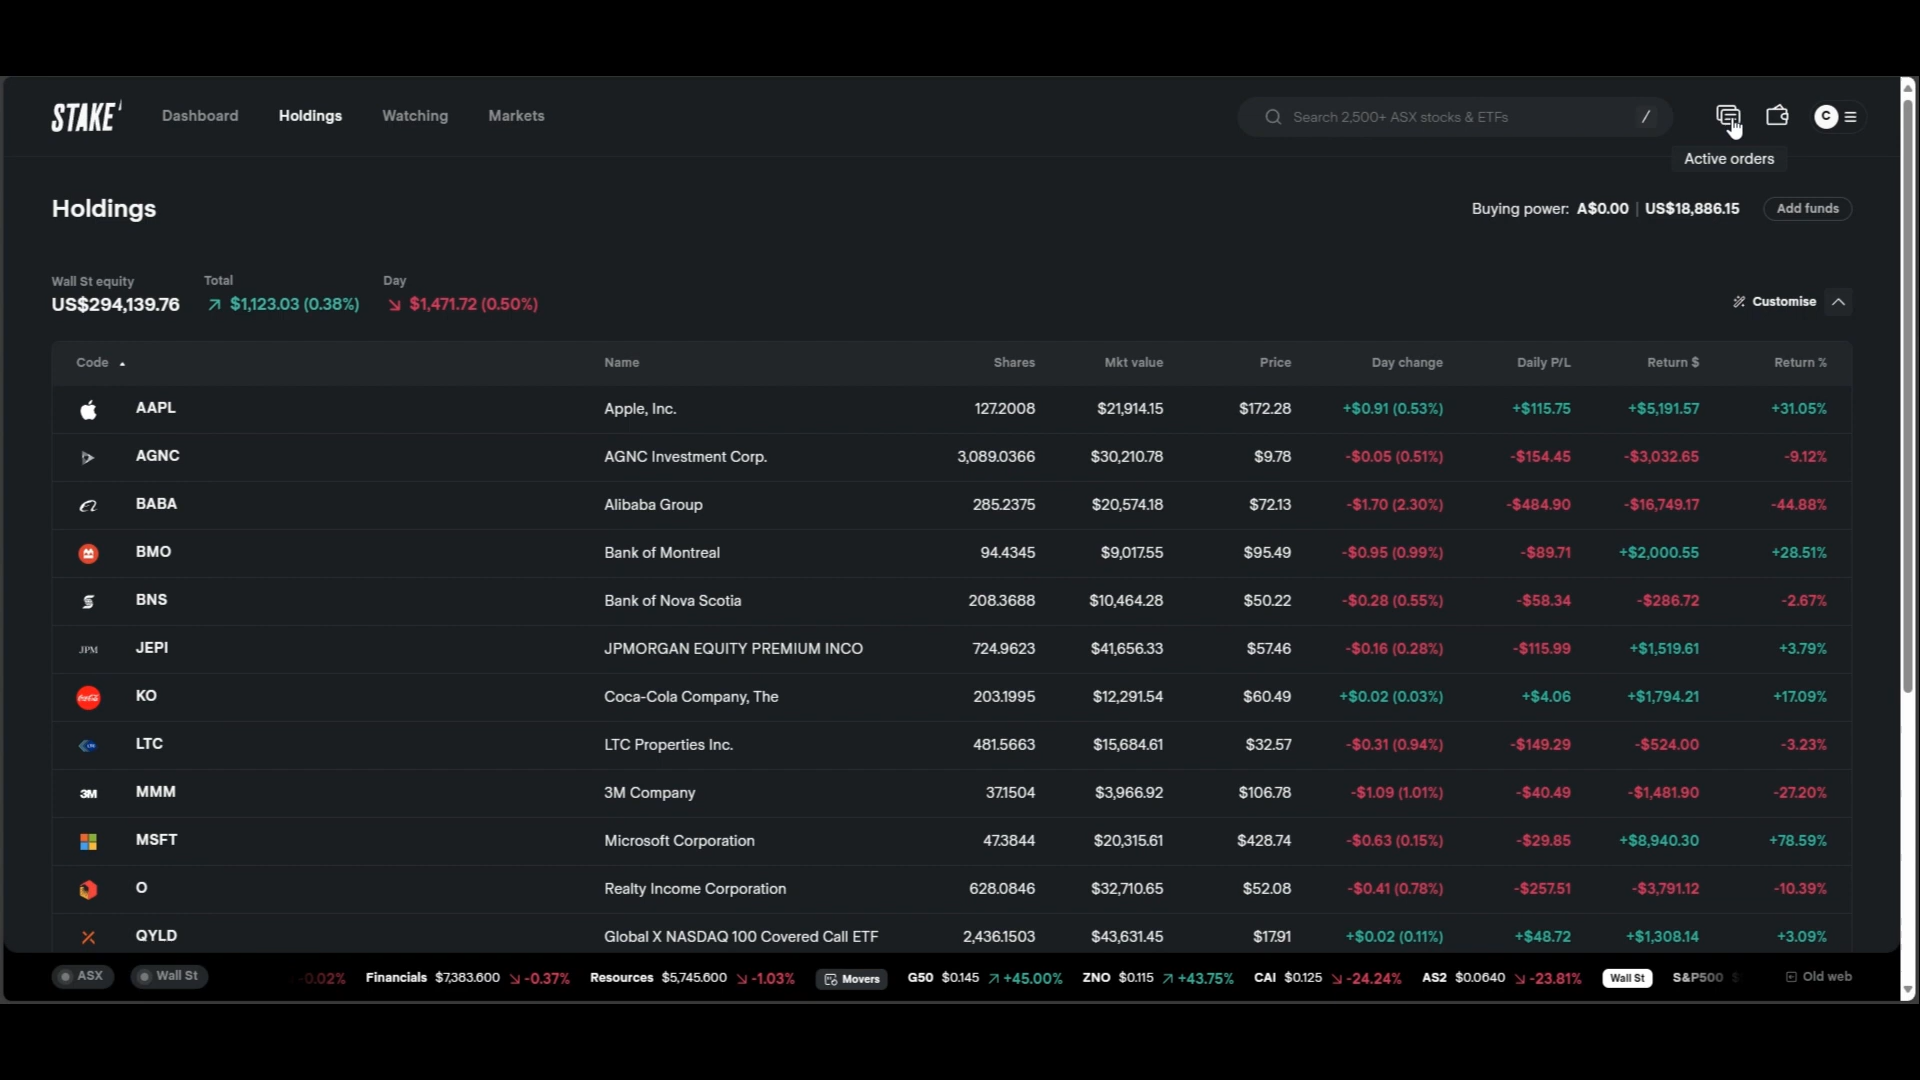 STAKE Dashboard Holdings Watching Markets Search 2,500+ ASX stocks & ETFs / C
Active orders
Holdings Buying power: A$0.00 | US$18,886.15 Add funds
Wall St equity Total Day
US$294,139.76 $1,123.03 (0.38%) $1,471.72 (0.50%) Customise
Code Name Shares Mkt value Price Day change Daily P/L Return $ Return %
AAPL Apple, Inc. 127.2008 $21,914.15 $172.28 +$0.91 (0.53%) +$115.75 +$5,191.57 +31.05%
AGNC AGNC Investment Corp. 3,089.0366 $30,210.78 $9.78 -$0.05 (0.51%) -$154.45 -$3,032.65 -9.12%
BABA Alibaba Group 285.2375 $20,574.18 $72.13 -$1.70 (2.30%) -$484.90 -$16,749.17 -44.88%
BMO Bank of Montreal 94.4345 $9,017.55 $95.49 -$0.95 (0.99%) -$89.71 +$2,000.55 +28.51%
BNS Bank of Nova Scotia 208.3688 $10,464.28 $50.22 -$0.28 (0.55%) -$58.34 -$286.72 -2.67%
JPM JEPI JPMORGAN EQUITY PREMIUM INCO 724.9623 $41,656.33 $57.46 -$0.16 (0.28%) -$115.99 +$1,519.61 +3.79%
Coca-Cola KO Coca-Cola Company, The 203.1995 $12,291.54 $60.49 +$0.02 (0.03%) +$4.06 +$1,794.21 +17.09%
LTC LTC LTC Properties Inc. 481.5663 $15,684.61 $32.57 -$0.31 (0.94%) -$149.29 -$524.00 -3.23%
3M MMM 3M Company 37.1504 $3,966.92 $106.78 -$1.09 (1.01%) -$40.49 -$1,481.90 -27.20%
MSFT Microsoft Corporation 47.3844 $20,315.61 $428.74 -$0.63 (0.15%) -$29.85 +$8,940.30 +78.59%
O Realty Income Corporation 628.0846 $32,710.65 $52.08 -$0.41 (0.78%) -$257.51 -$3,791.12 -10.39%
QYLD Global X NASDAQ 100 Covered Call ETF 2,436.1503 $43,631.45 $17.91 +$0.02 (0.11%) +$48.72 +$1,308.14 +3.09%
ASX Wall St -0.02% Financials $7,383.600 -0.37% Resources $5,745.600 -1.03% Movers G50 $0.145 +45.00% ZNO $0.115 +43.75% CAI $0.125 -24.24% AS2 $0.0640 -23.81% Wall St S&P500 $ Old web